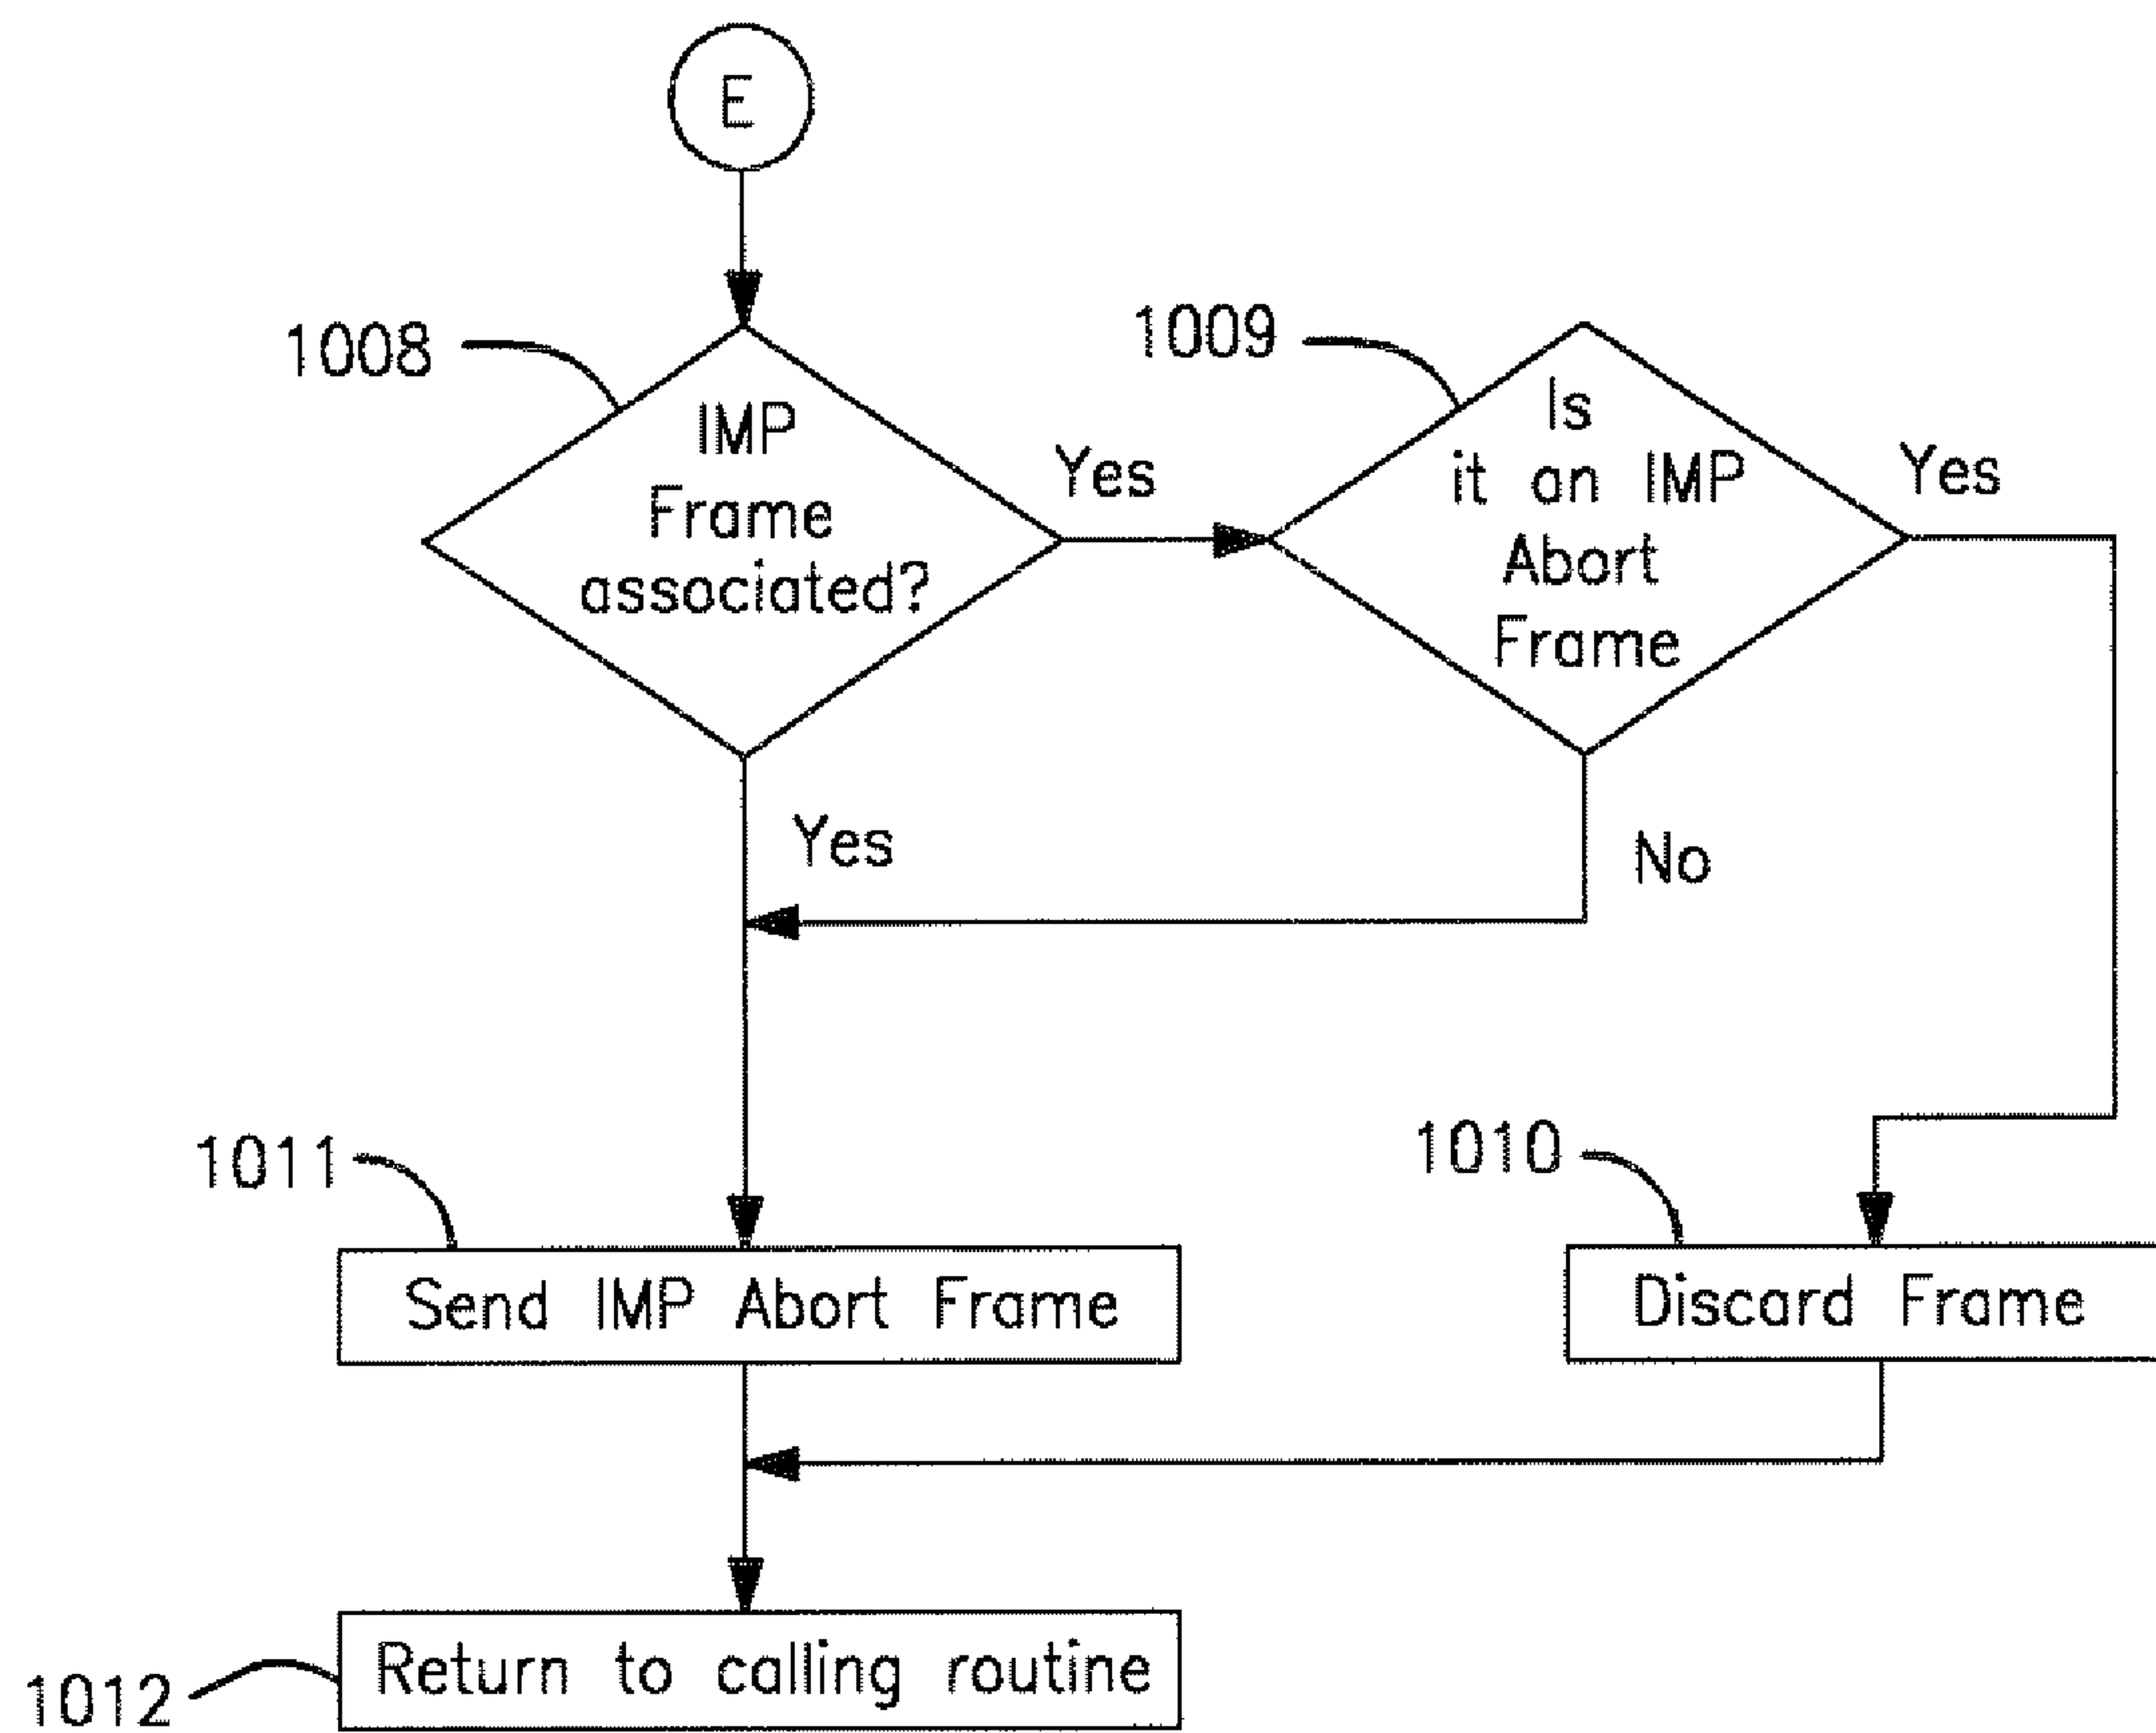 E
1008
IMP
Frame
associated?
Yes
1009
Is
it an IMP
Abort
Frame
Yes
Yes
No
1011
Send IMP Abort Frame
1010
Discard Frame
1012
Return to calling routine